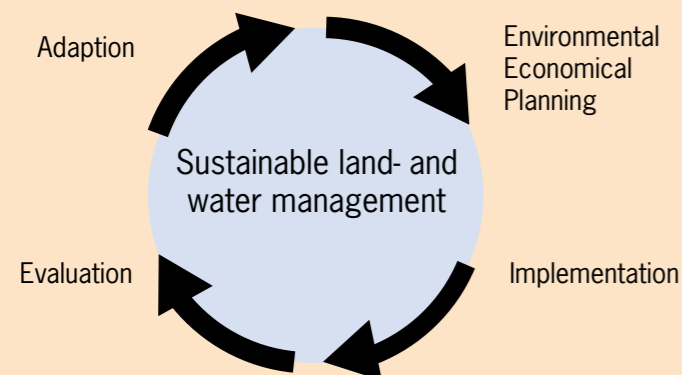 Adaption
Environmental
Economical
Planning
Sustainable land- and
water management
Evaluation
Implementation